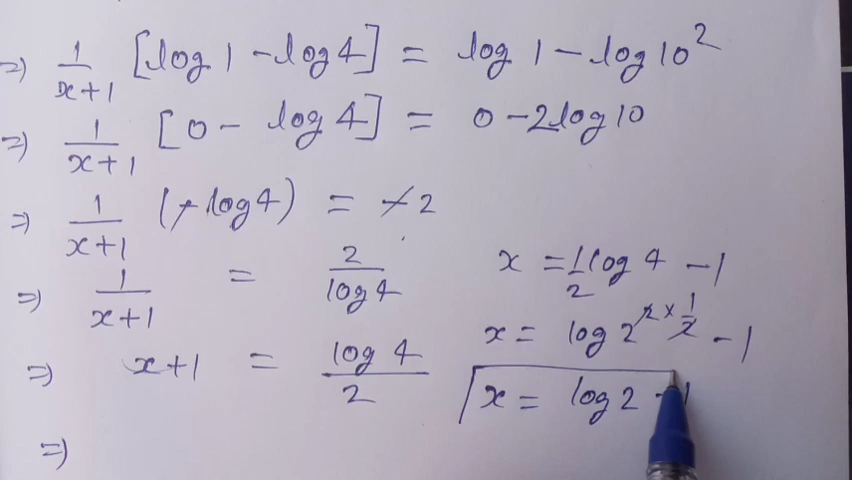 => 1/(x+1) [log 1 - log 4] = log 1 - log 10²
=> 1/(x+1) [0 - log 4] = 0 - 2 log 10
=> 1/(x+1) (-log 4) = -2
=> 1/(x+1) = 2/log 4
=> x+1 = log 4/2
=>
x = 1/2 log 4 - 1
x = log 2^(2 × 1/2) - 1
x = log 2 - 1